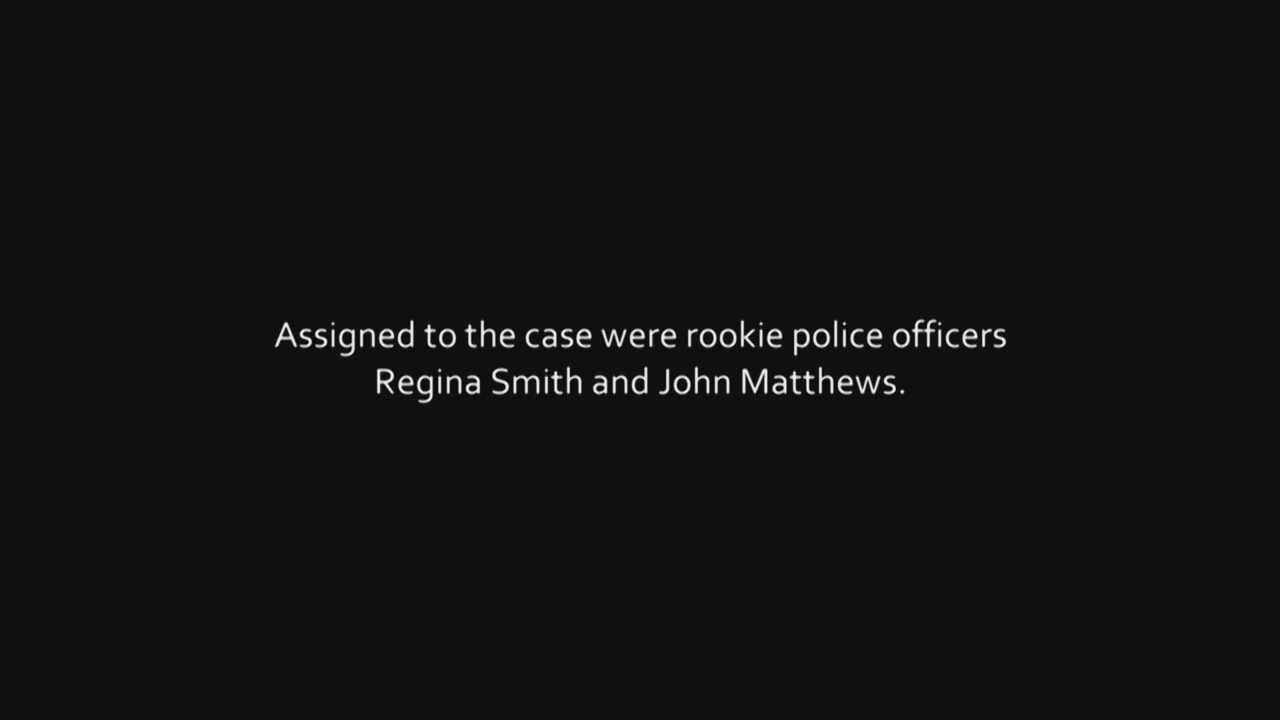 Assigned to the case were rookie police officers
Regina Smith and John Matthews.